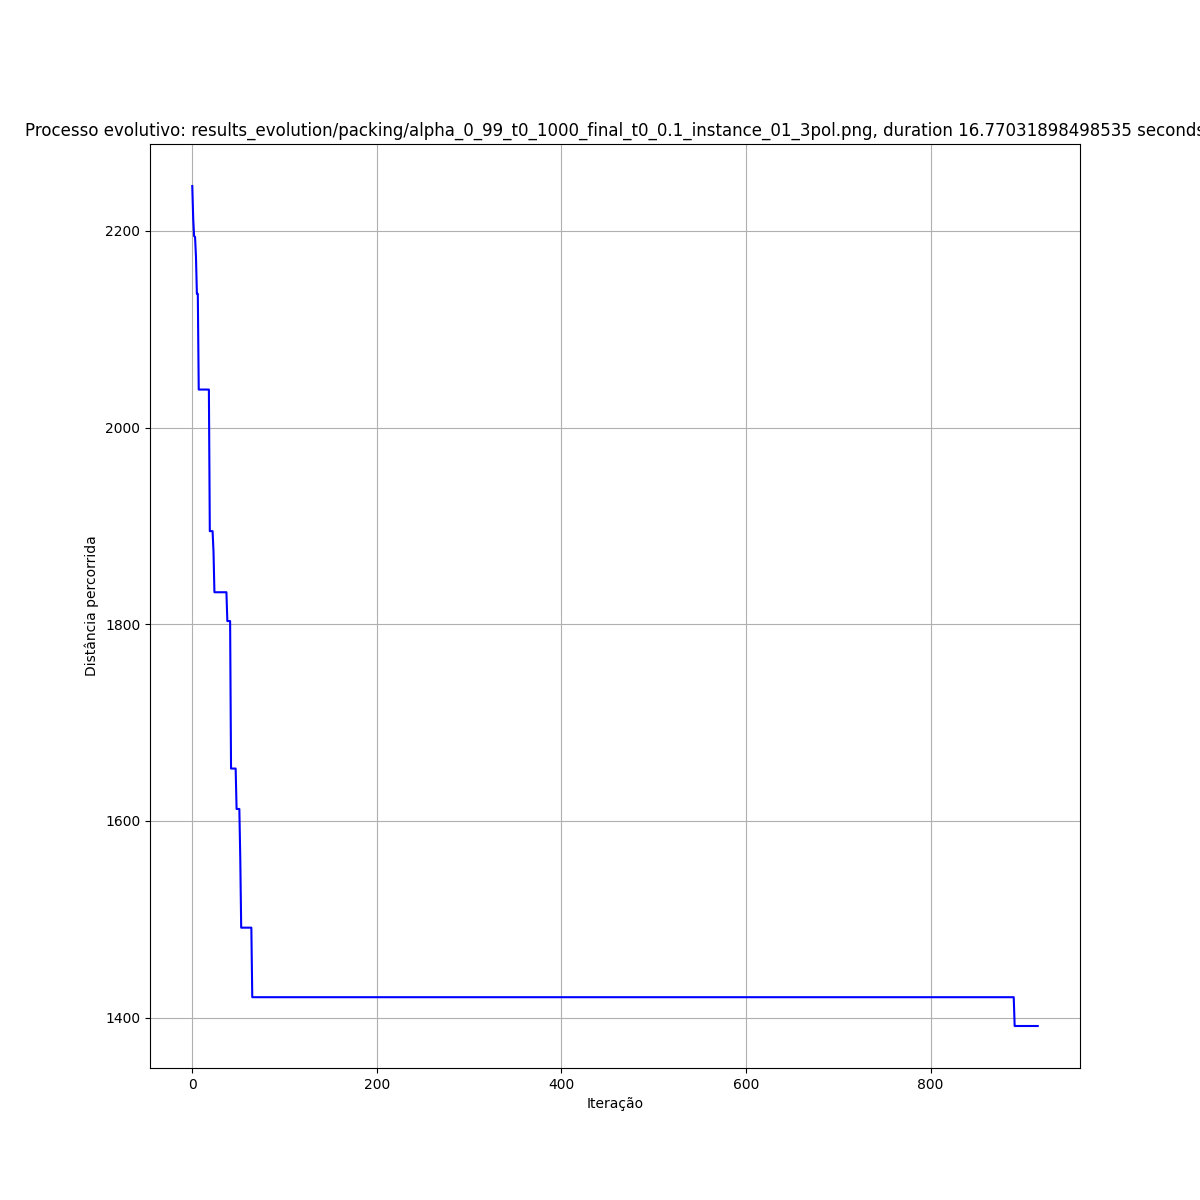 Processo evolutivo: results_evolution/packing/alpha_0_99_t0_1000_final_t0_0.1_instance_01_3pol.png, duration 16.77031898498535 seconds
2200
2000
1800
1600
1400
Distância percorrida
0 200 400 600 800
Iteração